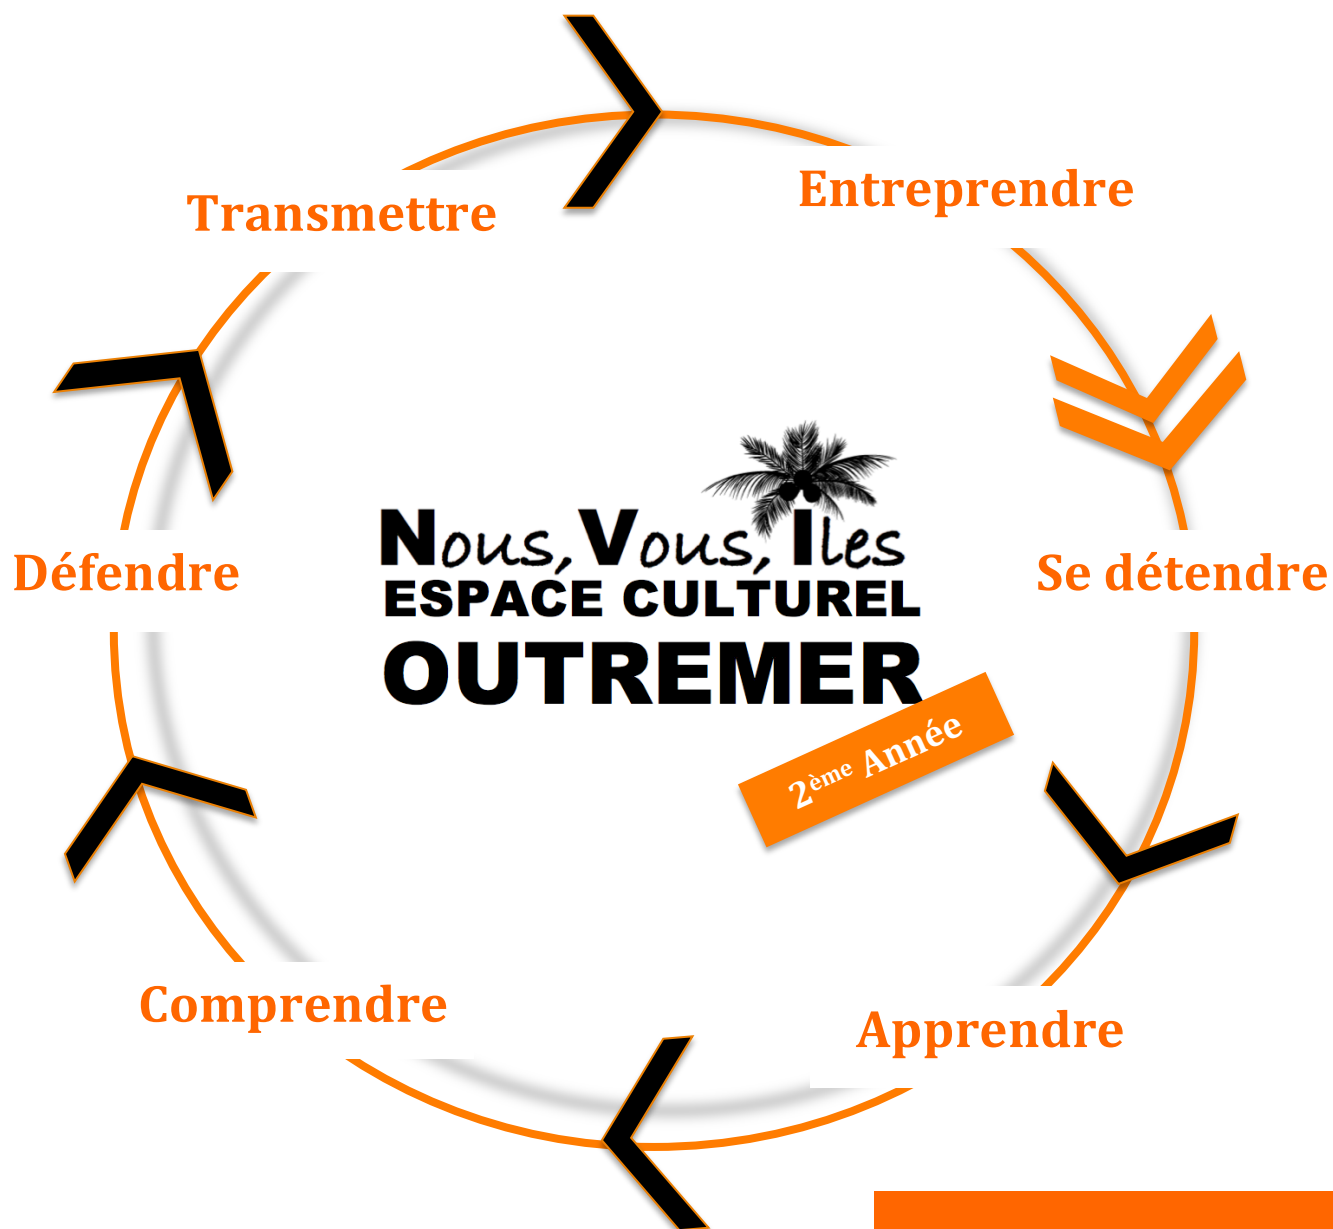 Entreprendre
Transmettre
Nous, Vous, Iles
ESPACE CULTUREL
OUTREMER
2ème Année
Défendre
Se détendre
Comprendre
Apprendre